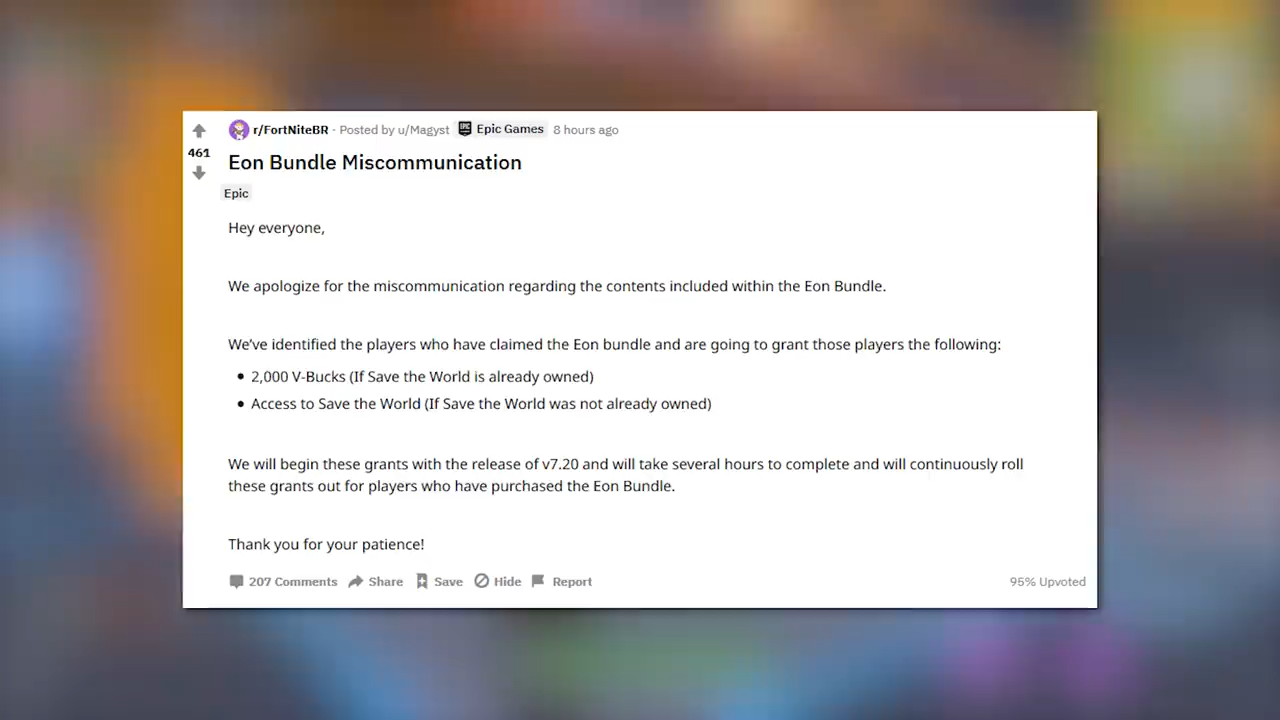 r/FortNiteBR · Posted by u/Magyst EPIC Epic Games 8 hours ago
461
Eon Bundle Miscommunication
Epic
Hey everyone,
We apologize for the miscommunication regarding the contents included within the Eon Bundle.
We've identified the players who have claimed the Eon bundle and are going to grant those players the following:
• 2,000 V-Bucks (If Save the World is already owned)
• Access to Save the World (If Save the World was not already owned)
We will begin these grants with the release of v7.20 and will take several hours to complete and will continuously roll
these grants out for players who have purchased the Eon Bundle.
Thank you for your patience!
207 Comments Share Save Hide Report 95% Upvoted